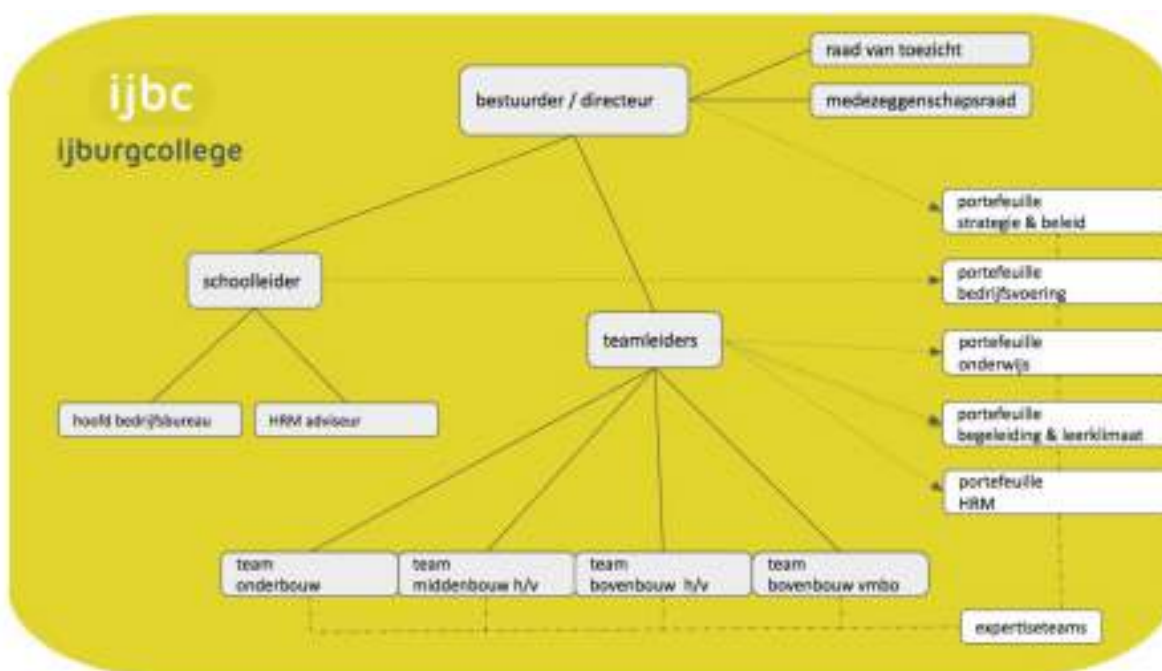 ijbc
ijburgcollege
bestuurder / directeur
raad van toezicht
medezeggenschapsraad
portefeuille
strategie & beleid
schoolleider
portefeuille
bedrijfsvoering
teamleiders
portefeuille
onderwijs
hoofd bedrijfsbureau
HRM adviseur
portefeuille
begeleiding & leerklimaat
portefeuille
HRM
team
onderbouw
team
middenbouw h/v
team
bovenbouw h/v
team
bovenbouw vmbo
expertiseteams